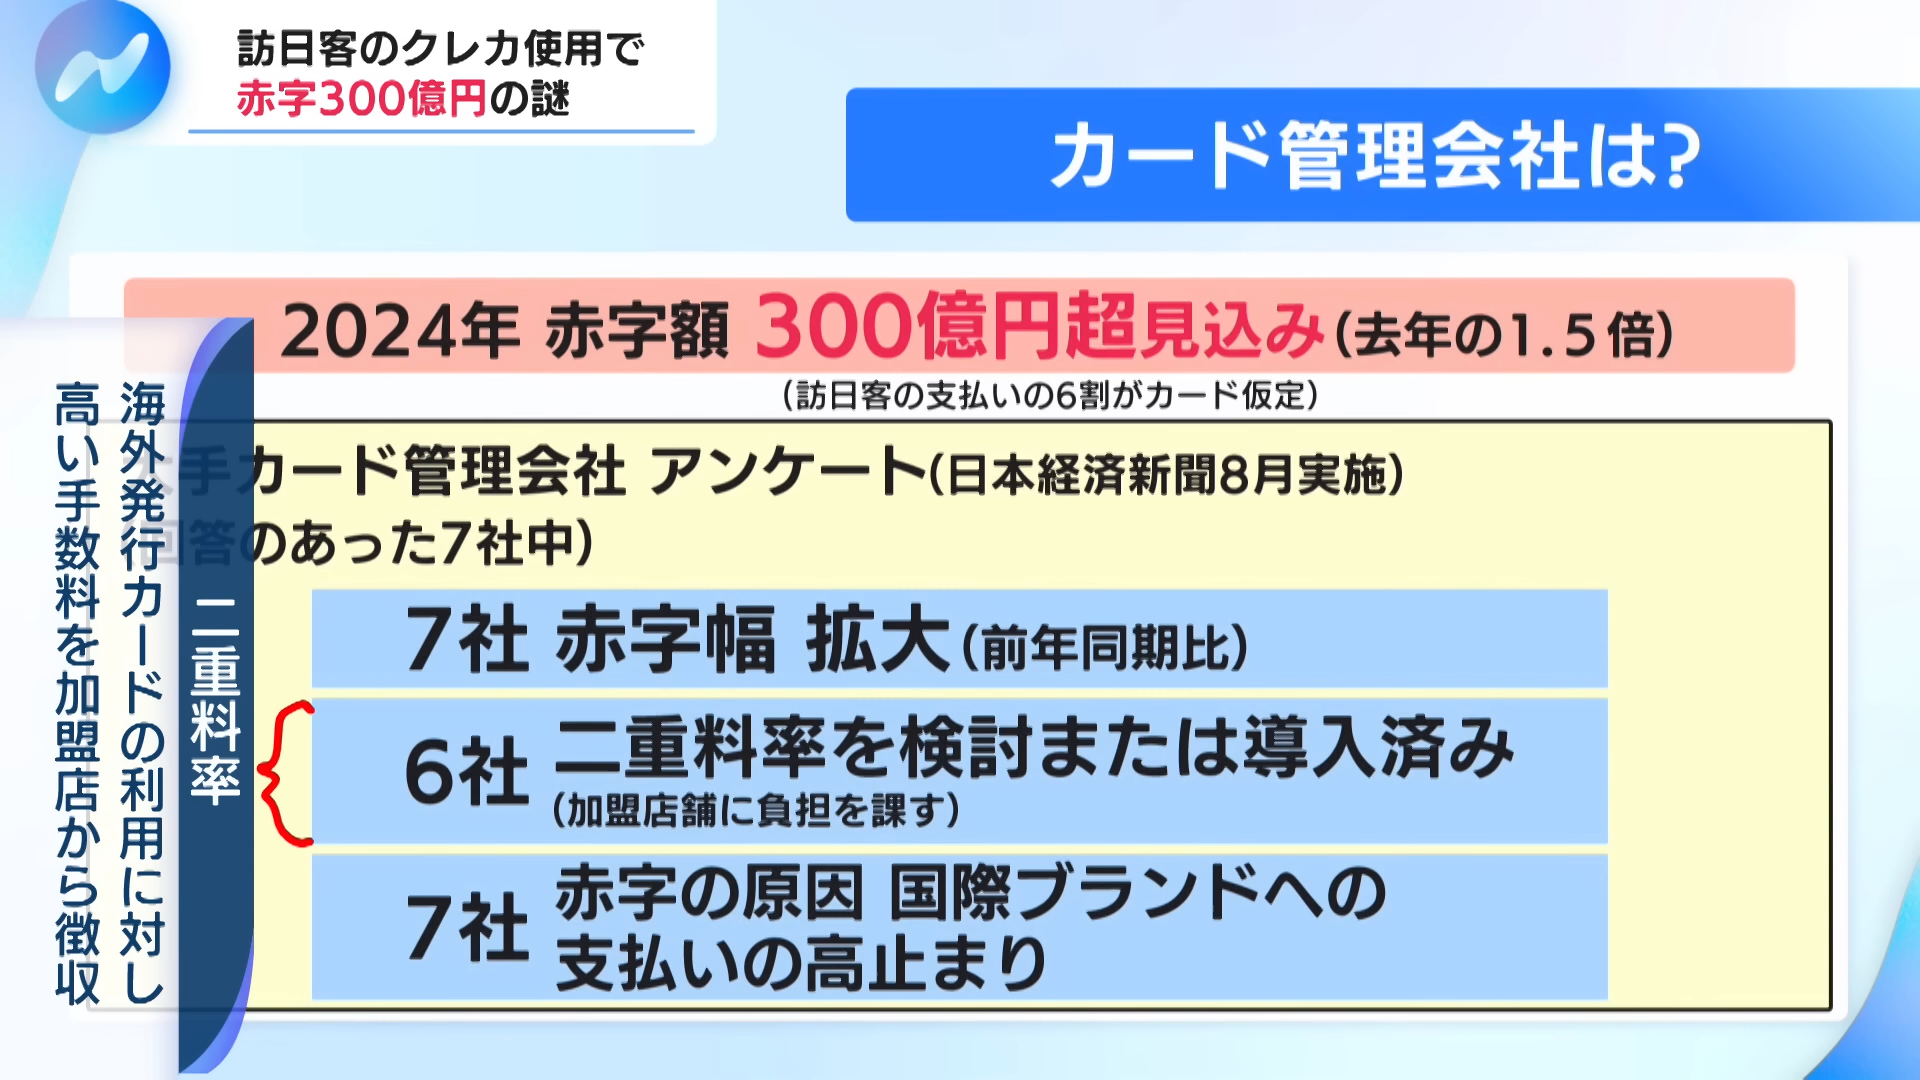 訪日客のクレカ使用で
赤字300億円の謎
カード管理会社は?
2024年 赤字額 300億円超見込み(去年の1.5倍)
(訪日客の支払いの6割がカード仮定)
手カード管理会社 アンケート(日本経済新聞8月実施)
回答のあった7社中)
7社 赤字幅 拡大(前年同期比)
6社 二重料率を検討または導入済み
(加盟店舗に負担を課す)
7社 赤字の原因 国際ブランドへの
支払いの高止まり
二重料率
海外発行カードの利用に対し
高い手数料を加盟店から徴収